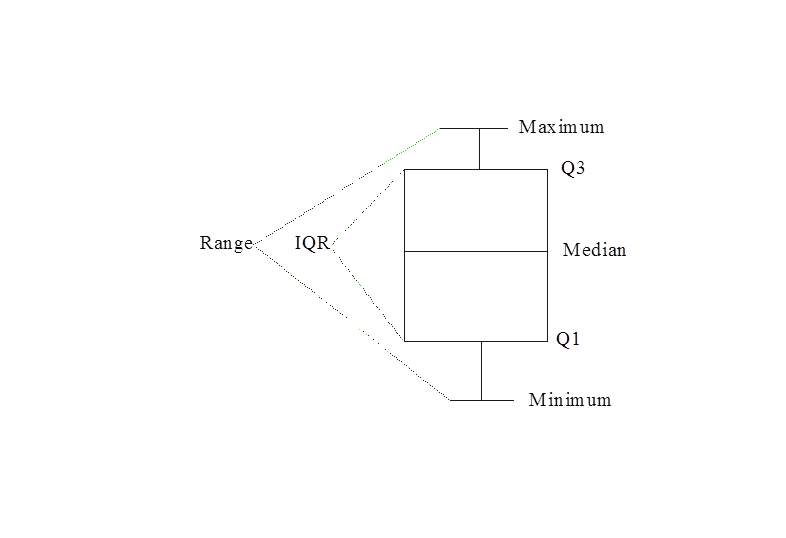 Maximum
Q3
Range
IQR
Median
Q1
Minimum